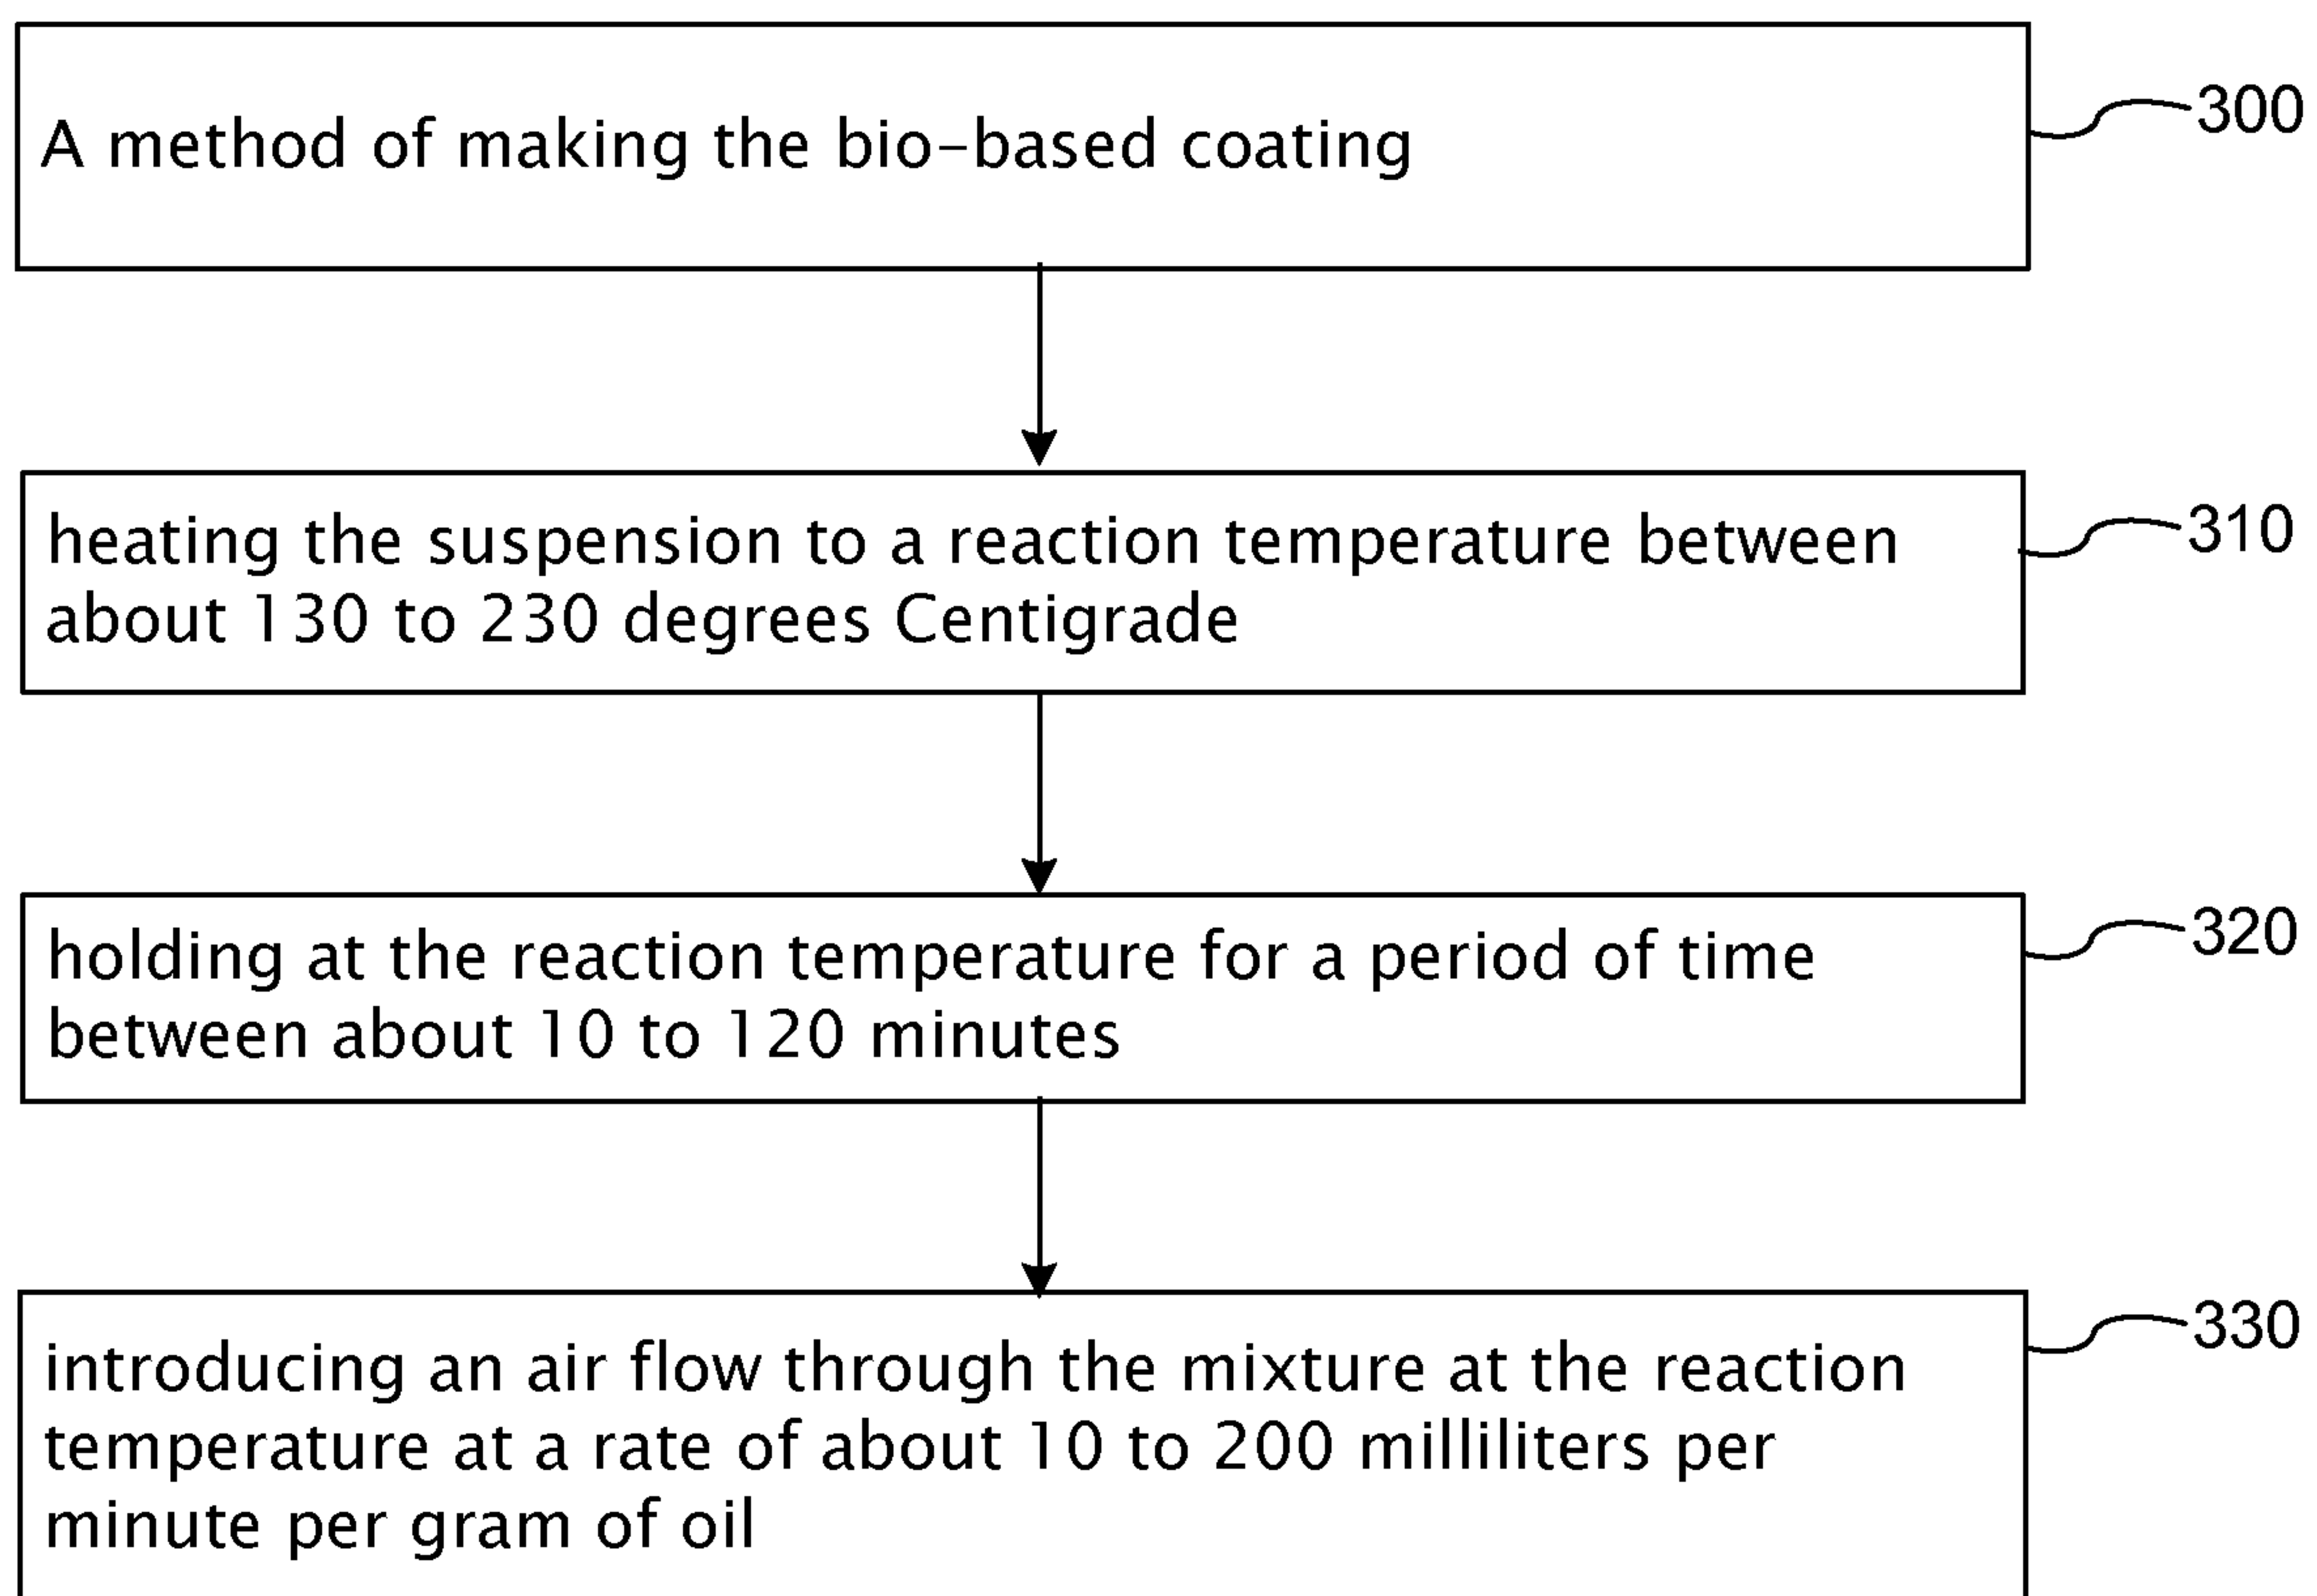 A method of making the bio-based coating
300
heating the suspension to a reaction temperature between
about 130 to 230 degrees Centigrade
310
holding at the reaction temperature for a period of time
between about 10 to 120 minutes
320
introducing an air flow through the mixture at the reaction
temperature at a rate of about 10 to 200 milliliters per
minute per gram of oil
330